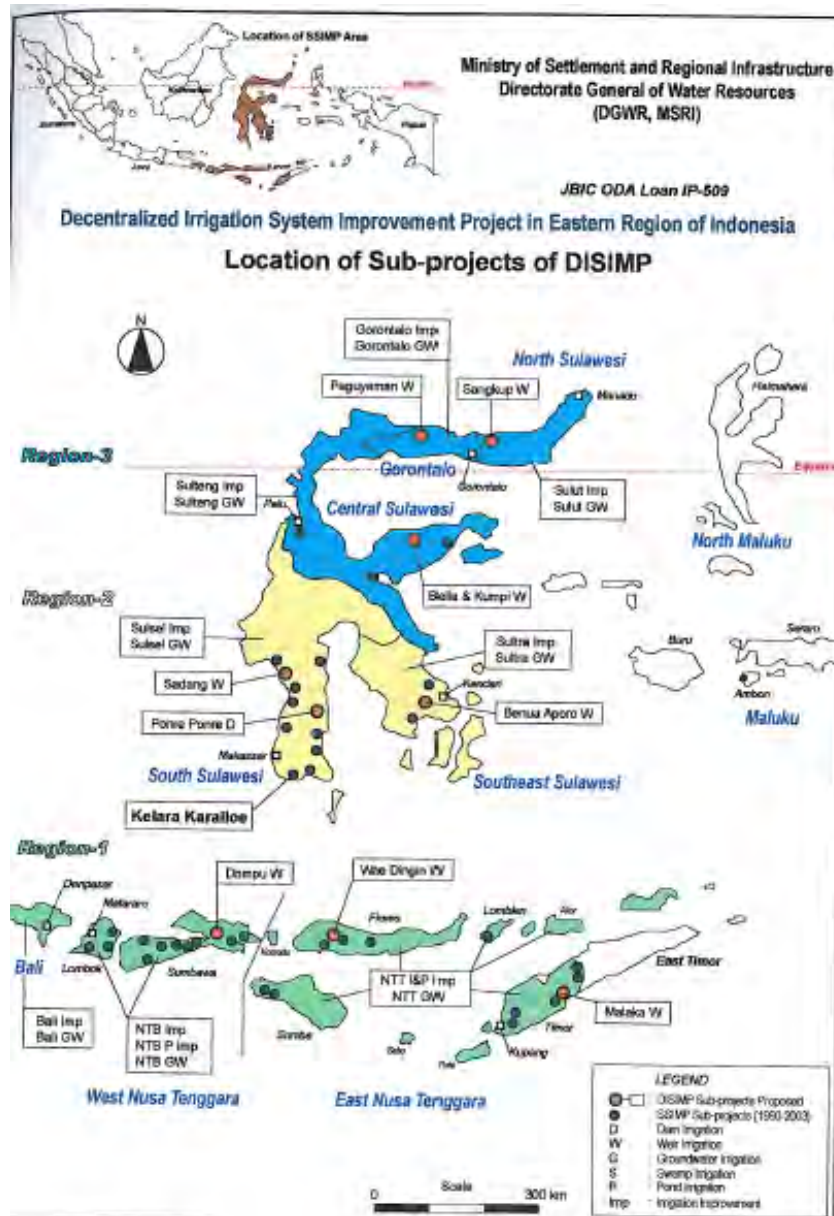 Location of SSIMP Area
Ministry of Settlement and Regional Infrastructure
Directorate General of Water Resources
(DGWR, MSRI)
JBIC ODA Loan IP-509
Decentralized Irrigation System Improvement Project in Eastern Region of Indonesia
Location of Sub-projects of DISIMP
N
Gorontalo Imp
Gorontalo GW
North Sulawesi
Paguyaman W
Sangkup W
Manado
Halmahera
Region-3
Gorontalo
Gorontalo
Equator
Sulteng Imp
Sulteng GW
Palu
Central Sulawesi
Sulut Imp
Sulut GW
North Maluku
Region-2
Sulsel Imp
Sulsel GW
Sultra Imp
Sultra GW
Buru
Seram
Sadang W
Kendari
Ambon
Ponre Ponre D
Benua Aporo W
Maluku
Makassar
South Sulawesi
Southeast Sulawesi
Kelara Karalloe
Region-1
Dompu W
Wae Dingin W
Denpasar
Mataram
Flores
Lomblen
Alor
Bali
Lombok
Sumbawa
Komodo
East Timor
NTT I&P Imp
NTT GW
Bali Imp
Bali GW
NTB Imp
NTB P Imp
NTB GW
Sumba
Timor
Malaka W
Kupang
West Nusa Tenggara
East Nusa Tenggara
LEGEND
DISIMP Sub-projects Proposed
SSIMP Sub-projects (1990-2003)
D : Dam Irrigation
W : Weir Irrigation
G : Groundwater Irrigation
S : Swamp Irrigation
P : Pond Irrigation
Imp : Irrigation Improvement
Scale
0 300 km